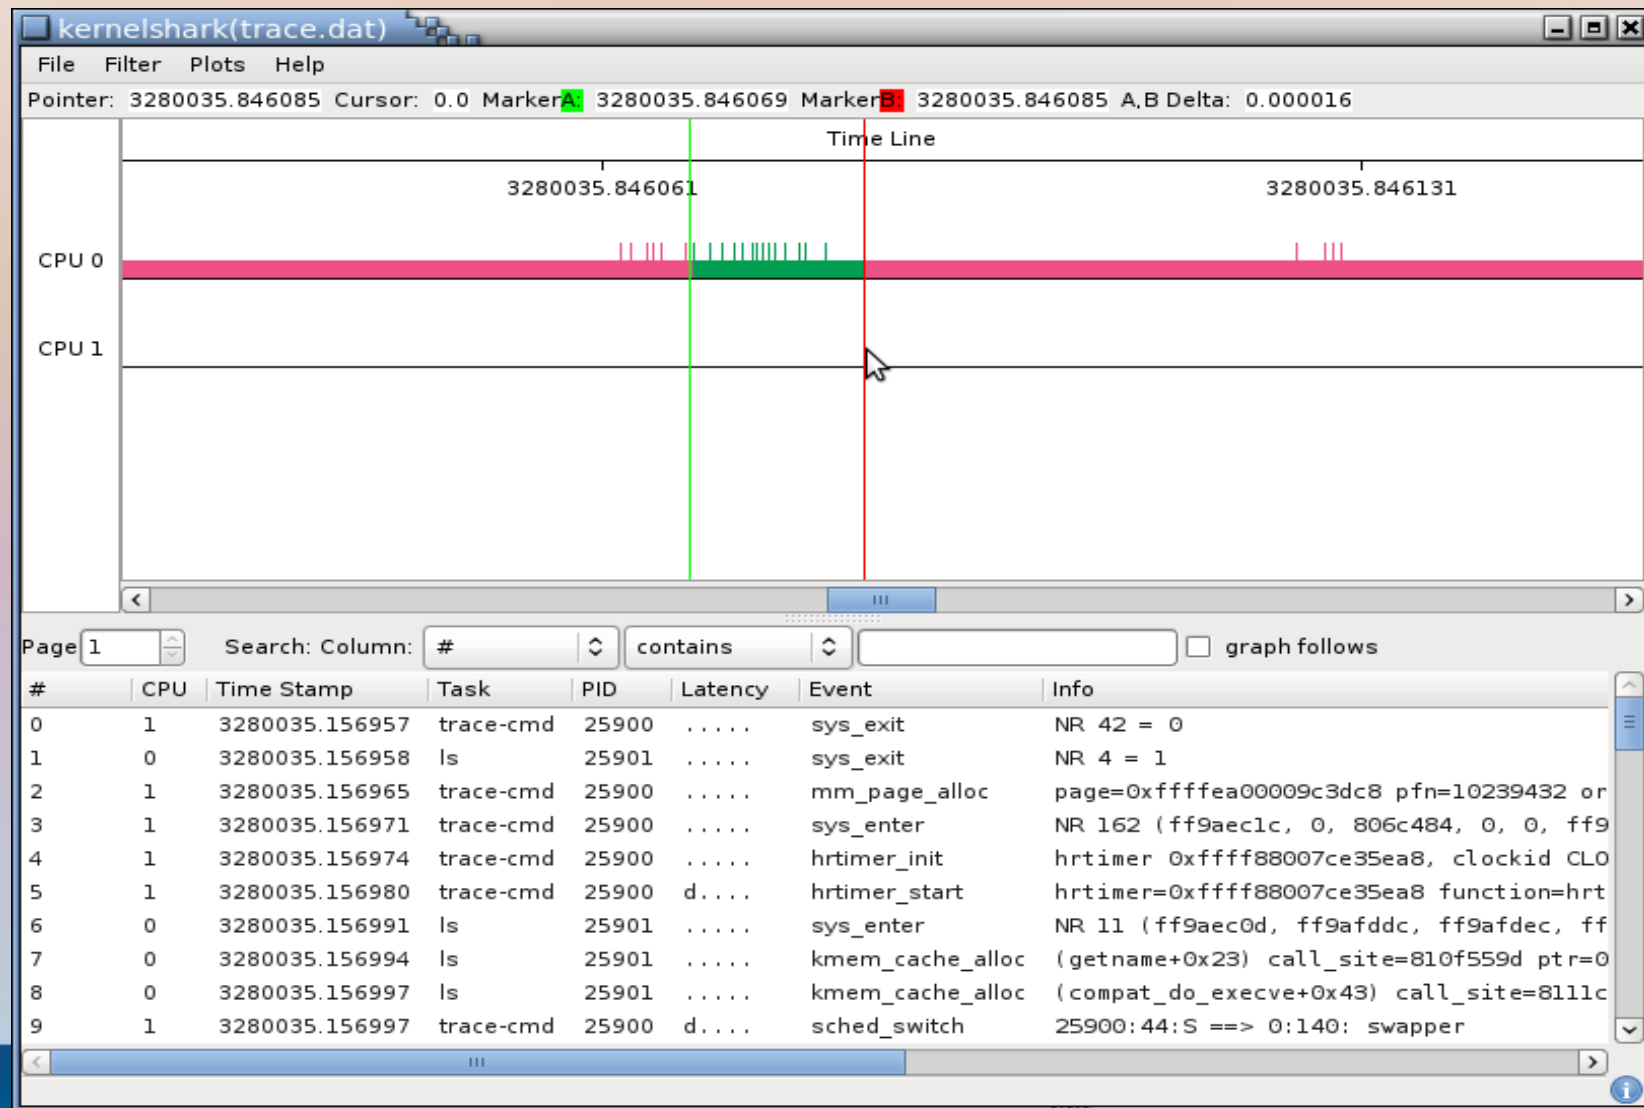 kernelshark(trace.dat)
File Filter Plots Help
Pointer: 3280035.846085 Cursor: 0.0 MarkerA: 3280035.846069 MarkerB: 3280035.846085 A,B Delta: 0.000016
Time Line
3280035.846061 3280035.846131
CPU 0
CPU 1
Page 1 Search: Column: # contains graph follows
# CPU Time Stamp Task PID Latency Event Info
0 1 3280035.156957 trace-cmd 25900 ..... sys_exit NR 42 = 0
1 0 3280035.156958 ls 25901 ..... sys_exit NR 4 = 1
2 1 3280035.156965 trace-cmd 25900 ..... mm_page_alloc page=0xffffea00009c3dc8 pfn=10239432 or
3 1 3280035.156971 trace-cmd 25900 ..... sys_enter NR 162 (ff9aec1c, 0, 806c484, 0, 0, ff9
4 1 3280035.156974 trace-cmd 25900 ..... hrtimer_init hrtimer 0xffff88007ce35ea8, clockid CLO
5 1 3280035.156980 trace-cmd 25900 d.... hrtimer_start hrtimer=0xffff88007ce35ea8 function=hrt
6 0 3280035.156991 ls 25901 ..... sys_enter NR 11 (ff9aec0d, ff9afddc, ff9afdec, ff
7 0 3280035.156994 ls 25901 ..... kmem_cache_alloc (getname+0x23) call_site=810f559d ptr=0
8 0 3280035.156997 ls 25901 ..... kmem_cache_alloc (compat_do_execve+0x43) call_site=8111c
9 1 3280035.156997 trace-cmd 25900 d.... sched_switch 25900:44:S ==> 0:140: swapper